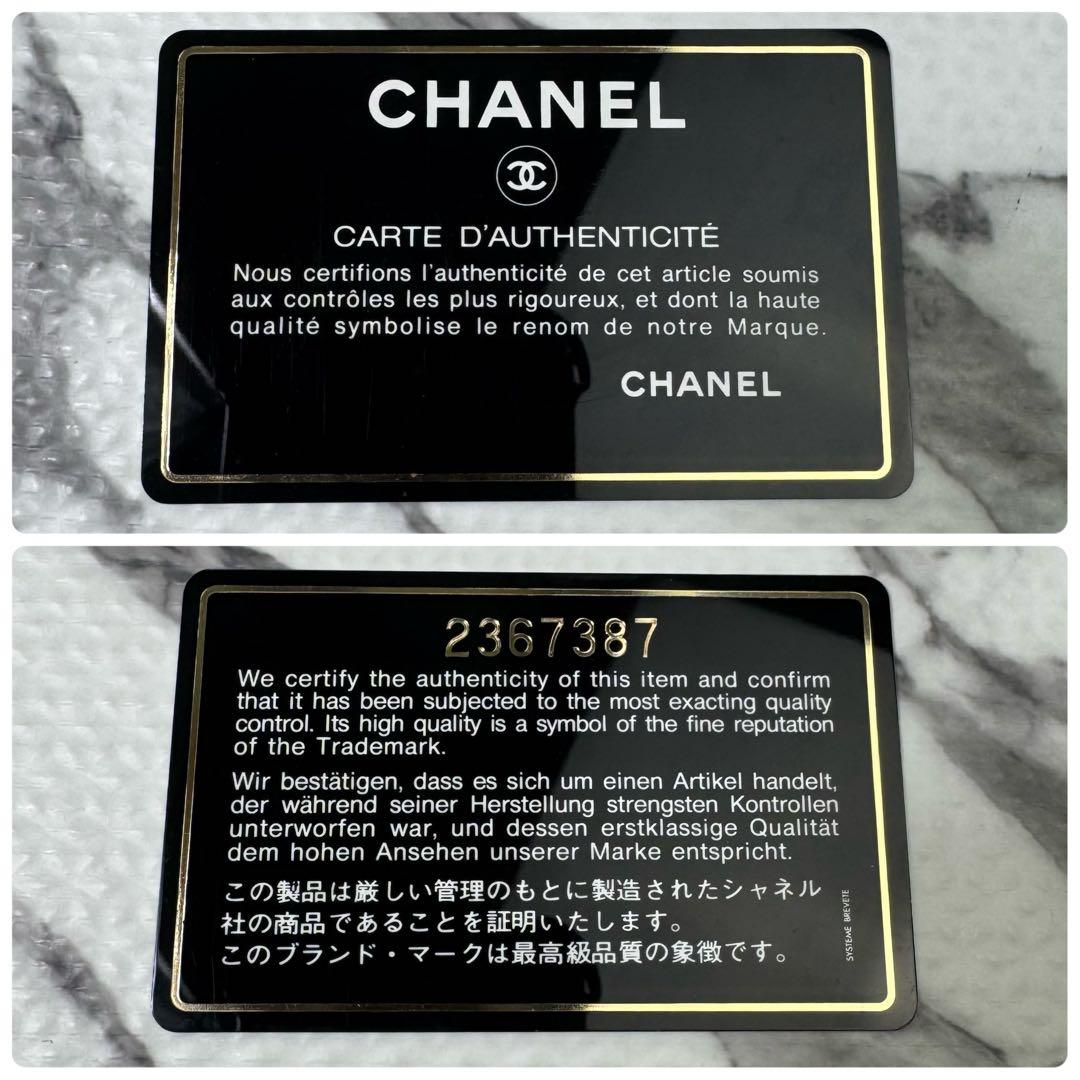 CHANEL
CARTE D'AUTHENTICITÉ
Nous certifions l'authenticité de cet article soumis
aux contrôles les plus rigoureux, et dont la haute
qualité symbolise le renom de notre Marque.
CHANEL
2367387
We certify the authenticity of this item and confirm
that it has been subjected to the most exacting quality
control. Its high quality is a symbol of the fine reputation
of the Trademark.
Wir bestätigen, dass es sich um einen Artikel handelt,
der während seiner Herstellung strengsten Kontrollen
unterworfen war, und dessen erstklassige Qualität
dem hohen Ansehen unserer Marke entspricht.
この製品は厳しい管理のもとに製造されたシャネル
社の商品であることを証明いたします。
このブランド・マークは最高級品質の象徴です。
SYSTEME BREVETE